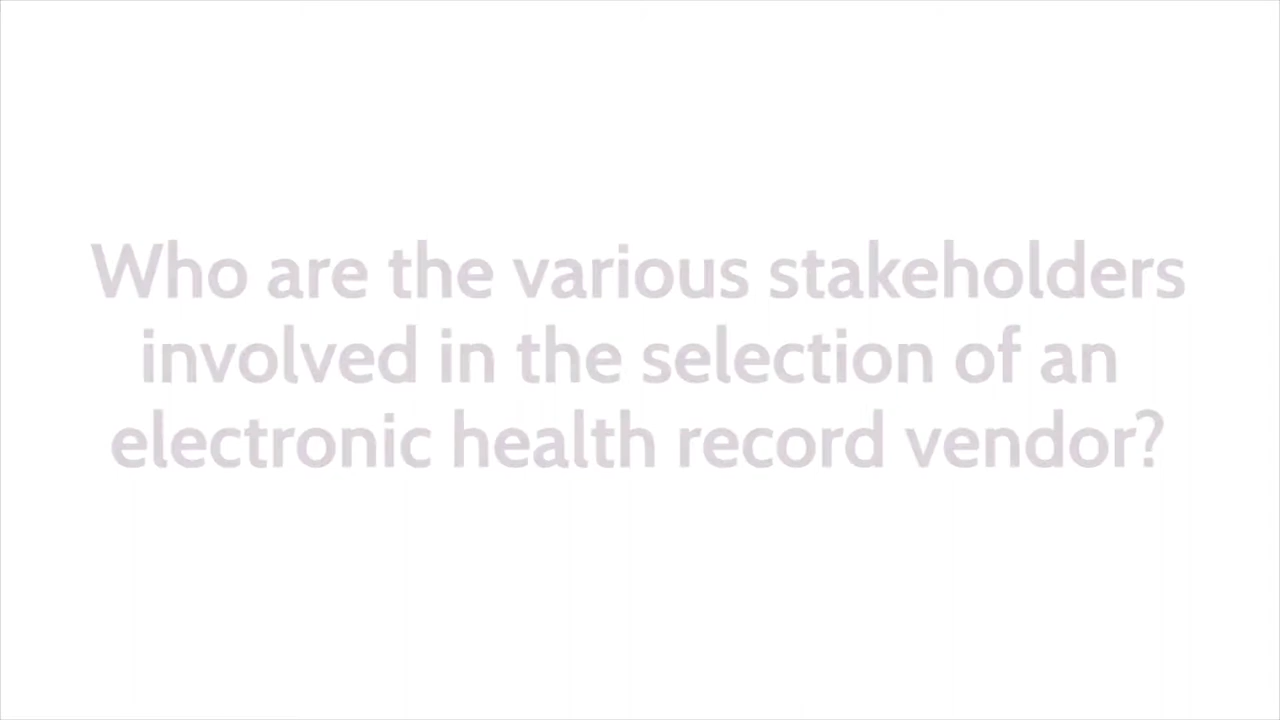 Who are the various stakeholders
involved in the selection of an
electronic health record vendor?